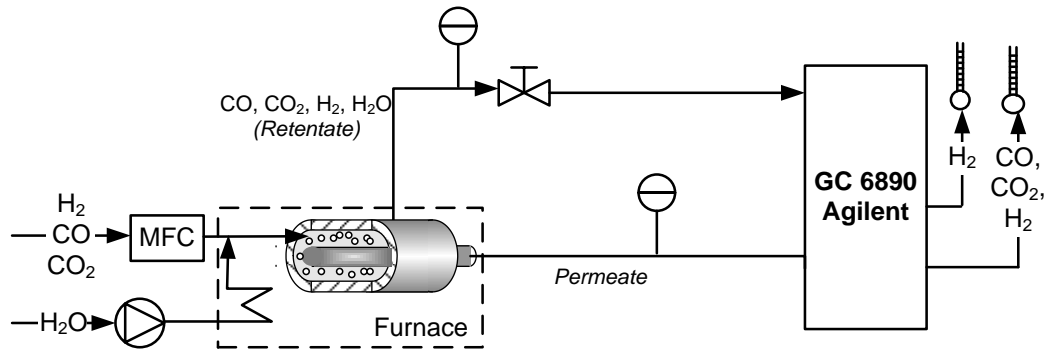 CO, CO₂, H₂, H₂O
(Retentate)
H₂
CO
CO₂
MFC
H₂O
Furnace
Permeate
GC 6890
Agilent
H₂
CO,
CO₂,
H₂